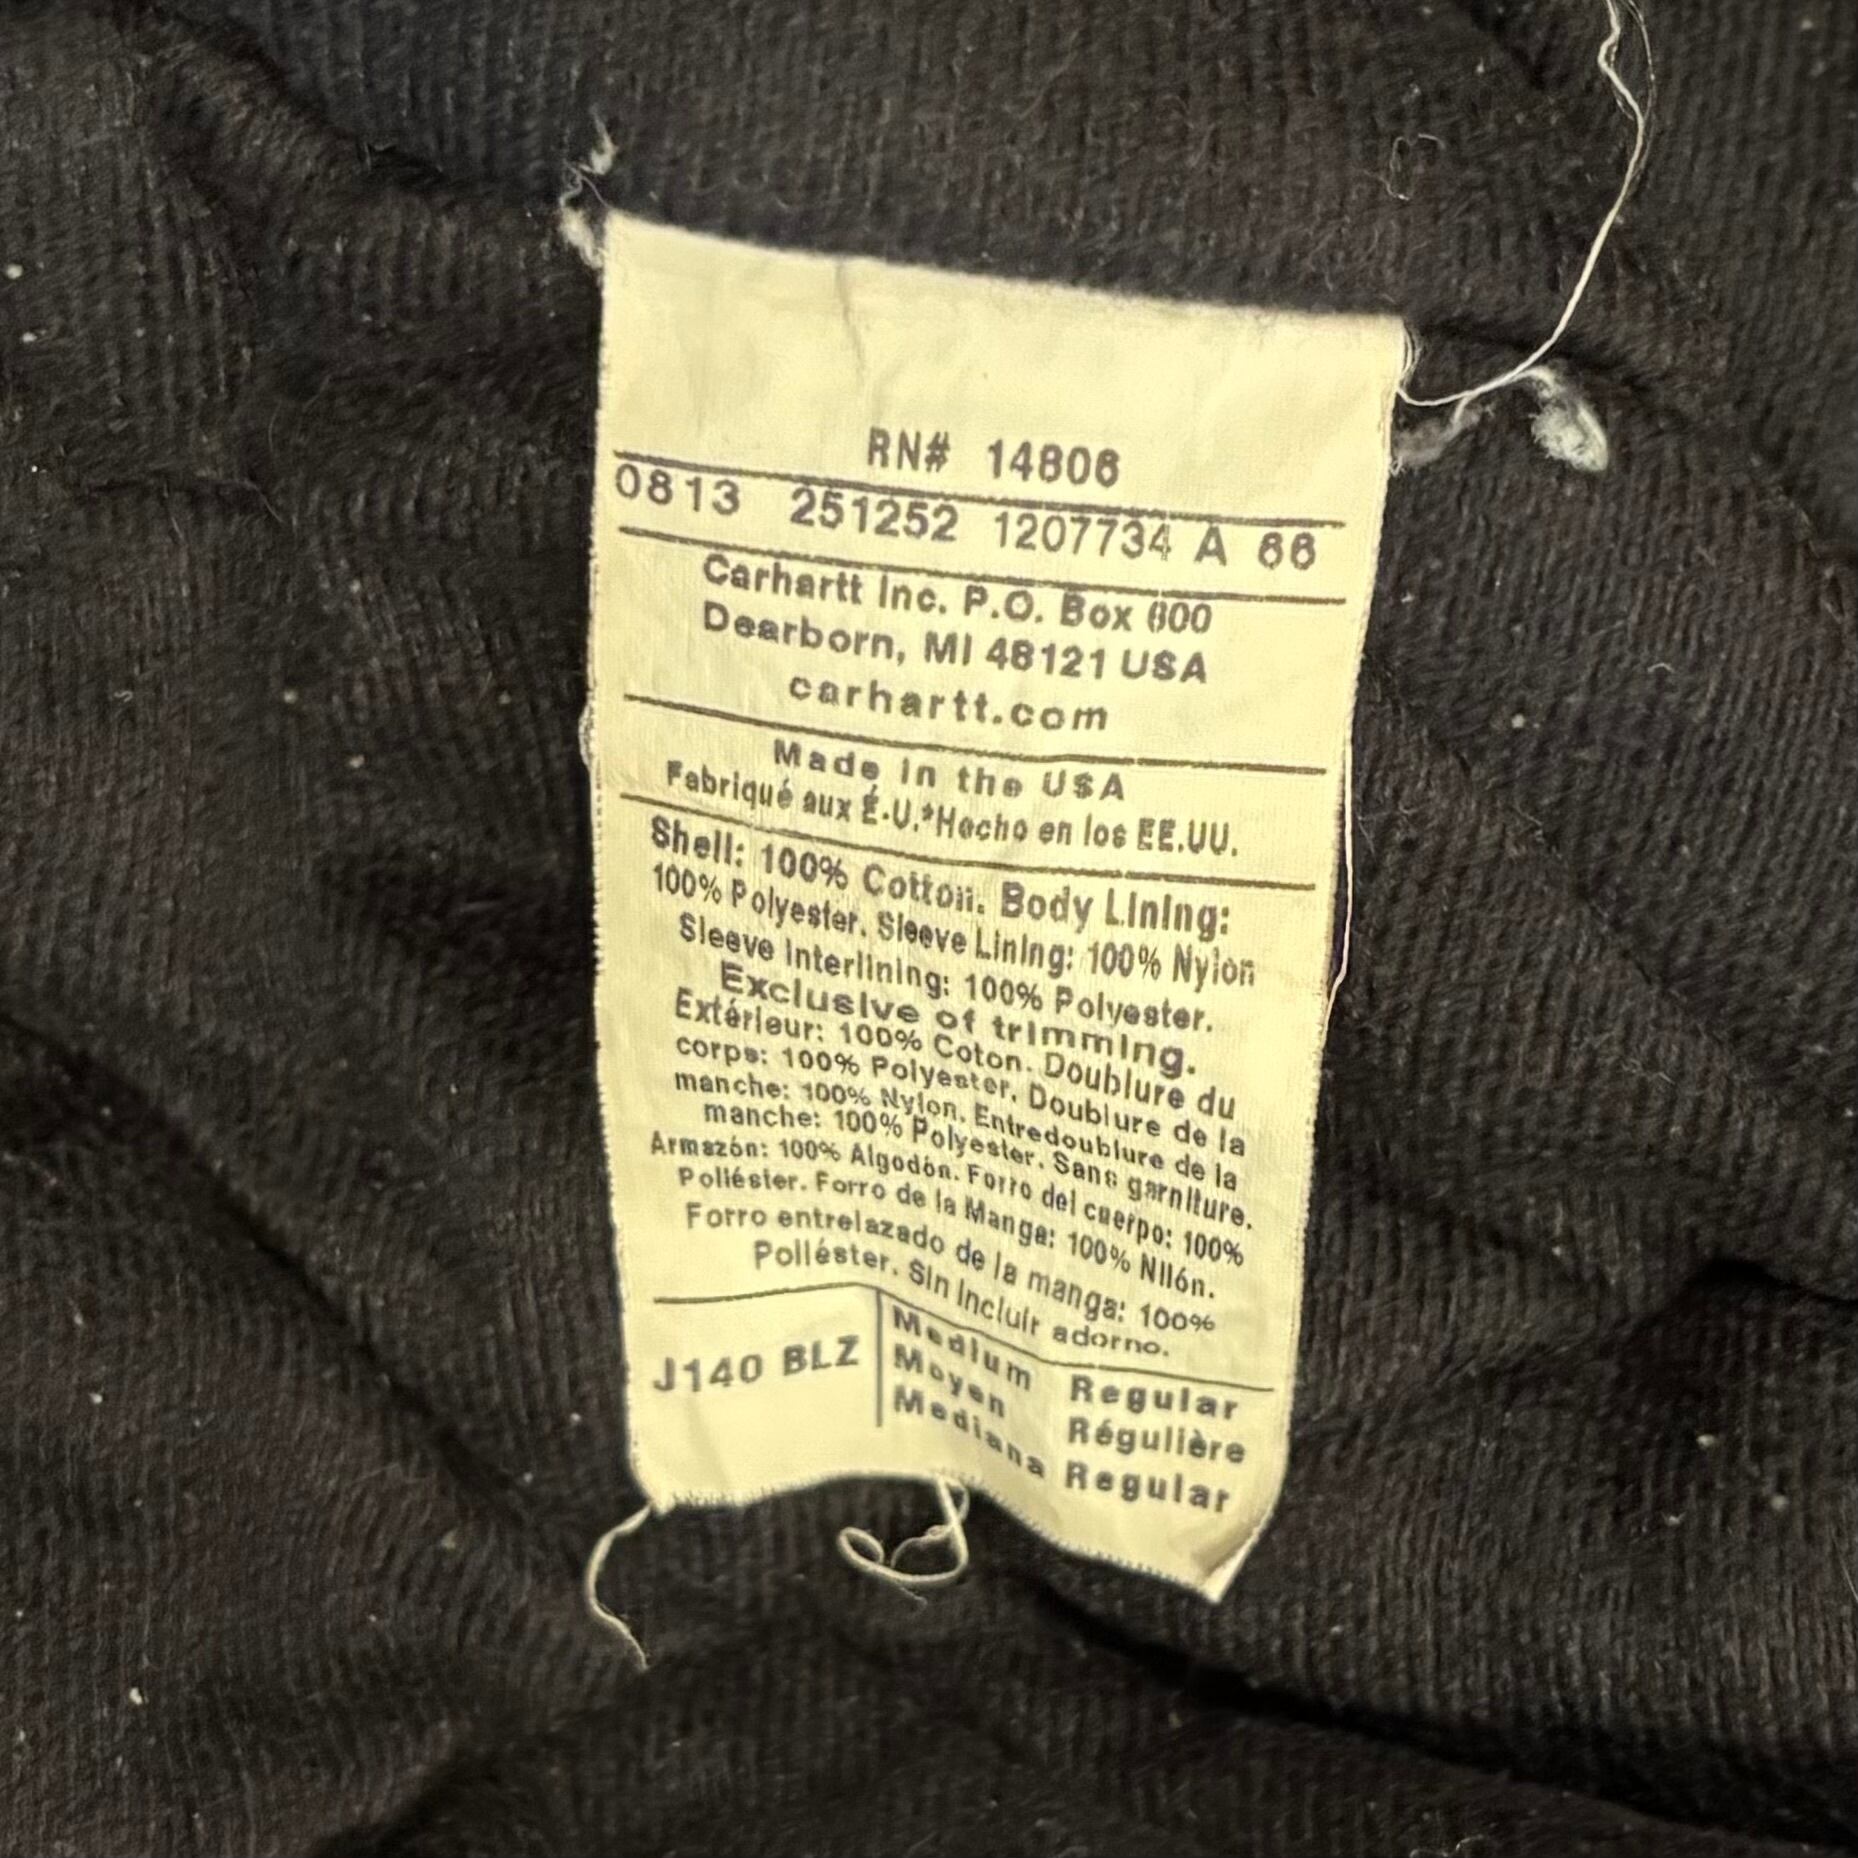 RN# 14806
0813 251252 1207734 A 66
Carhartt Inc. P.O. Box 600
Dearborn, MI 48121 USA
carhartt.com
Made in the USA
Fabriqué aux É.-U.*Hecho en los EE.UU.
Shell: 100% Cotton. Body Lining:
100% Polyester. Sleeve Lining: 100% Nylon
Sleeve Interlining: 100% Polyester.
Exclusive of trimming.
Extérieur: 100% Coton. Doublure du
corps: 100% Polyester. Doublure de la
manche: 100% Nylon. Entredoublure de la
manche: 100% Polyester. Sans garniture.
Armazón: 100% Algodón. Forro del cuerpo: 100%
Poliéster. Forro de la Manga: 100% Nilón.
Forro entrelazado de la manga: 100%
Poliéster. Sin Incluir adorno.
J140 BLZ
Medium Regular
Moyen Régulière
Mediana Regular